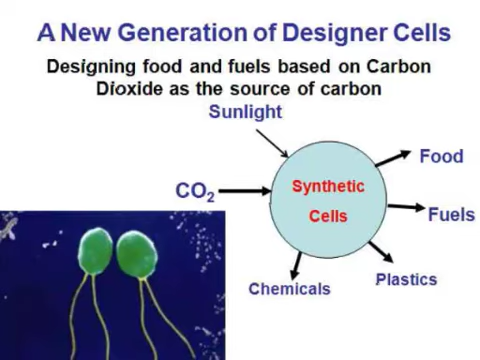 A New Generation of Designer Cells
Designing food and fuels based on Carbon
Dioxide as the source of carbon
Sunlight
Food
CO₂
Synthetic
Cells
Fuels
Chemicals
Plastics